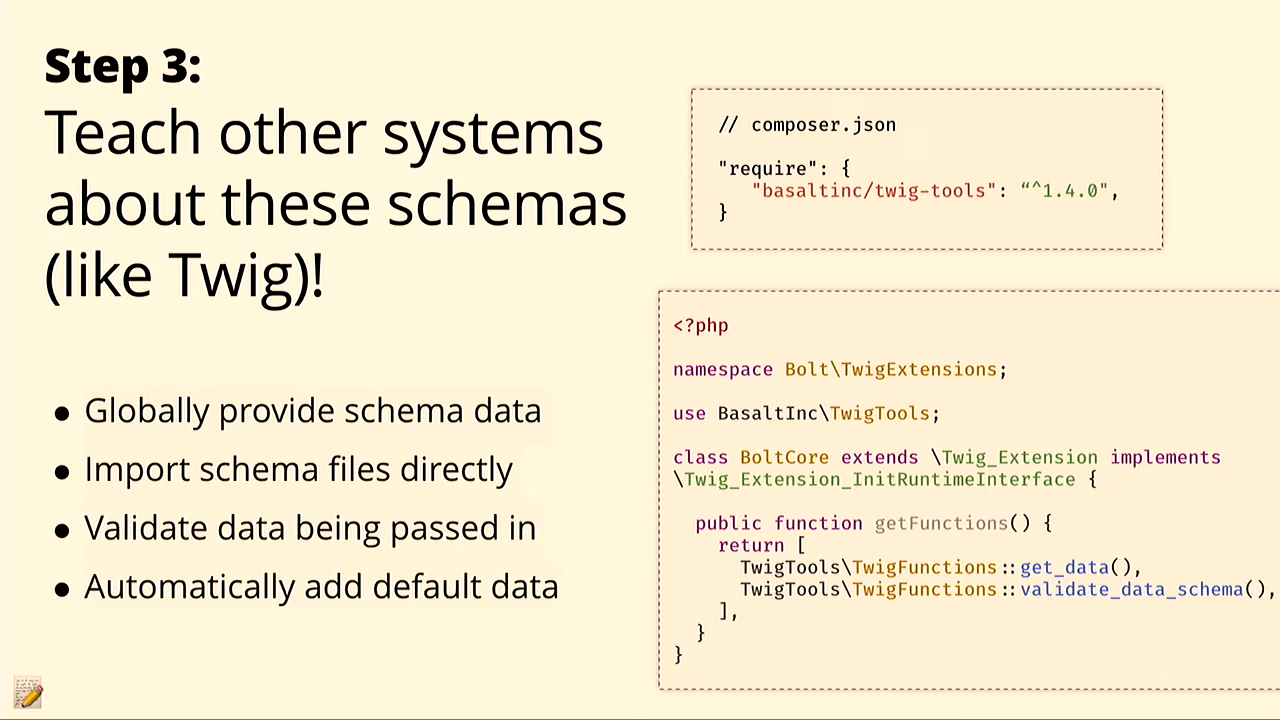 Step 3:
Teach other systems
about these schemas
(like Twig)!
● Globally provide schema data
● Import schema files directly
● Validate data being passed in
● Automatically add default data
// composer.json
"require": {
"basaltinc/twig-tools": “^1.4.0",
}
<?php
namespace Bolt\TwigExtensions;
use BasaltInc\TwigTools;
class BoltCore extends \Twig_Extension implements
\Twig_Extension_InitRuntimeInterface {
public function getFunctions() {
return [
TwigTools\TwigFunctions::get_data(),
TwigTools\TwigFunctions::validate_data_schema(),
],
}
}